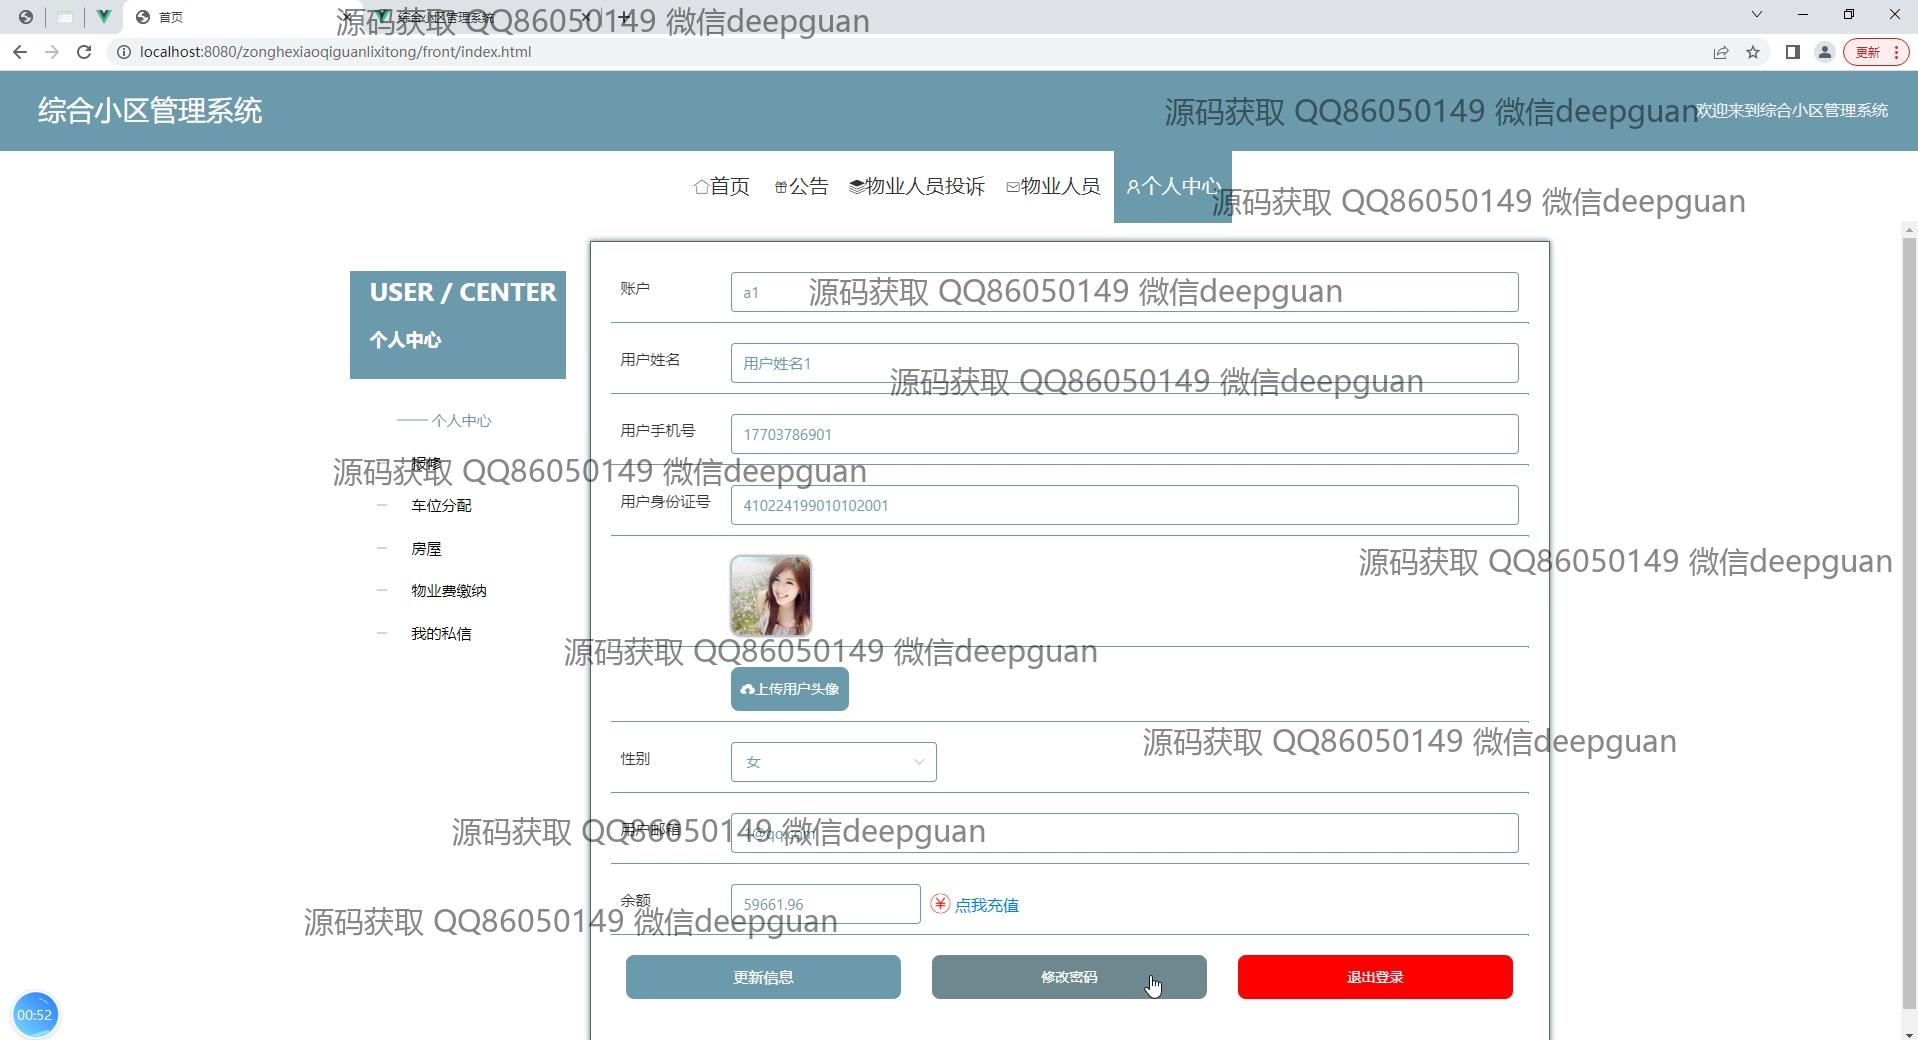 首页
综合小区管理系统
源码获取 QQ86050149 微信deepguan
localhost:8080/zonghexiaoqiguanlixitong/front/index.html
更新
综合小区管理系统
源码获取 QQ86050149 微信deepguan
欢迎来到综合小区管理系统
首页
公告
物业人员投诉
物业人员
个人中心
源码获取 QQ86050149 微信deepguan
USER / CENTER
个人中心
个人中心
报修
车位分配
房屋
物业费缴纳
我的私信
账户
a1
源码获取 QQ86050149 微信deepguan
用户姓名
用户姓名1
源码获取 QQ86050149 微信deepguan
用户手机号
17703786901
源码获取 QQ86050149 微信deepguan
用户身份证号
410224199010102001
源码获取 QQ86050149 微信deepguan
源码获取 QQ86050149 微信deepguan
上传用户头像
性别
女
源码获取 QQ86050149 微信deepguan
用户邮箱
@qq.com
源码获取 QQ86050149 微信deepguan
余额
59661.96
点我充值
源码获取 QQ86050149 微信deepguan
更新信息
修改密码
退出登录
00:52